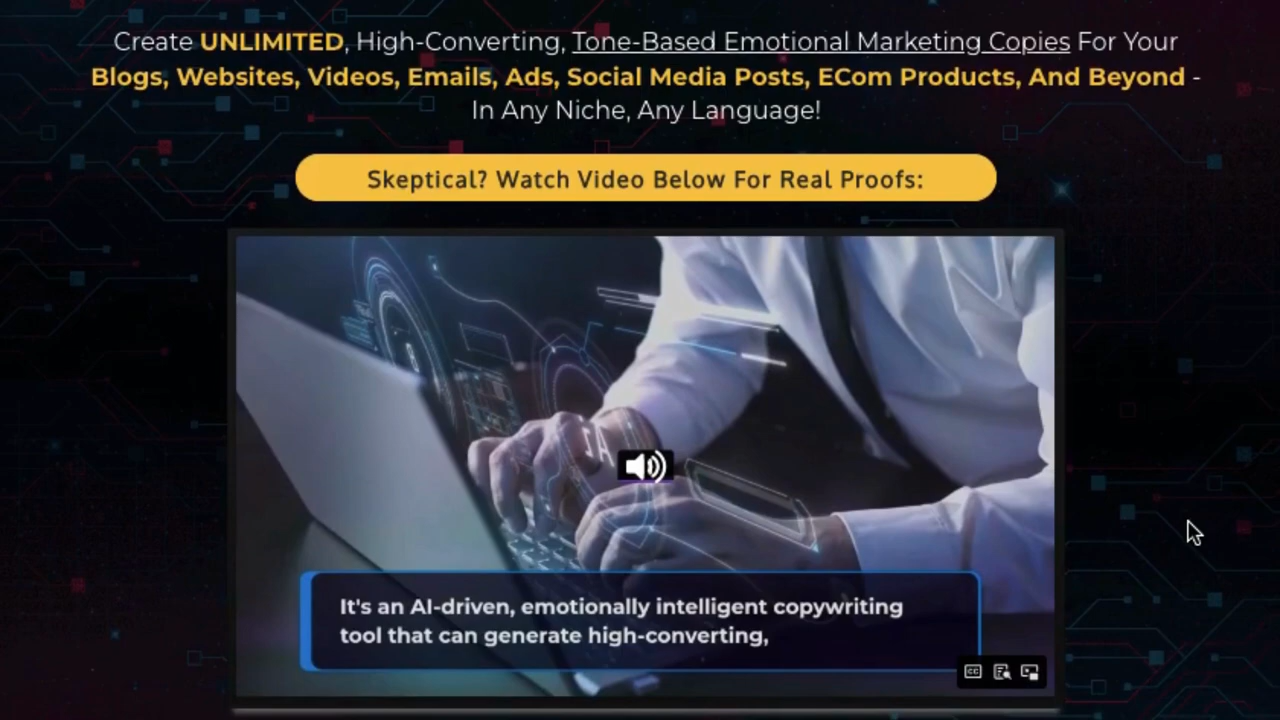 Create UNLIMITED, High-Converting, Tone-Based Emotional Marketing Copies For Your
Blogs, Websites, Videos, Emails, Ads, Social Media Posts, ECom Products, And Beyond -
In Any Niche, Any Language!
Skeptical? Watch Video Below For Real Proofs:
It's an AI-driven, emotionally intelligent copywriting
tool that can generate high-converting,
CC